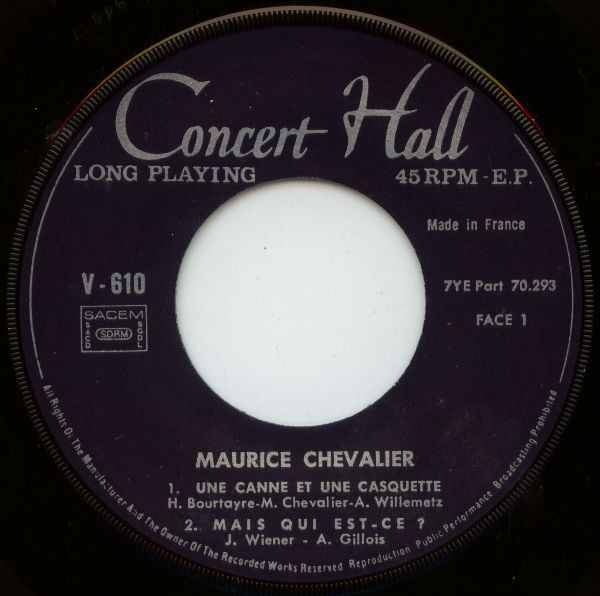 Concert Hall
LONG PLAYING
45 RPM - E.P.
Made in France
V - 610
7YE Part 70.293
SACEM
SACD
SDRM
SGDL
FACE 1
MAURICE CHEVALIER
1. UNE CANNE ET UNE CASQUETTE
H. Bourtayre-M. Chevalier-A. Willemetz
2. MAIS QUI EST-CE ?
J. Wiener - A. Gillois
All Rights Of The Manufacturer And The Owner Of The Recorded Works Reserved Reproduction Public Performance Broadcasting Prohibited